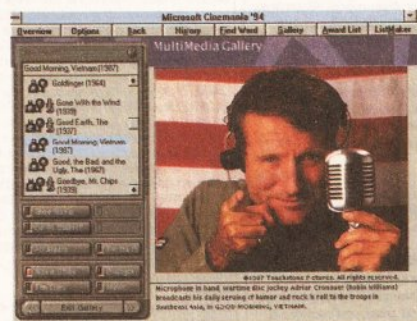 Microsoft Cinemania '94
Overview Options Back History Find Word Gallery Award List ListMaker
MultiMedia Gallery
Good Morning, Vietnam (1987)
Goldfinger (1964)
Gone With the Wind
(1939)
Good Earth, The
(1937)
Good Morning, Vietnam
(1987)
Good, the Bad, and the
Ugly, The (1967)
Goodbye, Mr. Chips
(1939)
Exit Gallery
©1987 Touchstone Pictures. All rights reserved.
Microphone in hand, wartime disc jockey Adrian Cronauer (Robin Williams)
broadcasts his daily serving of humor and rock 'n roll to the troops in
Southeast Asia, in GOOD MORNING, VIETNAM.